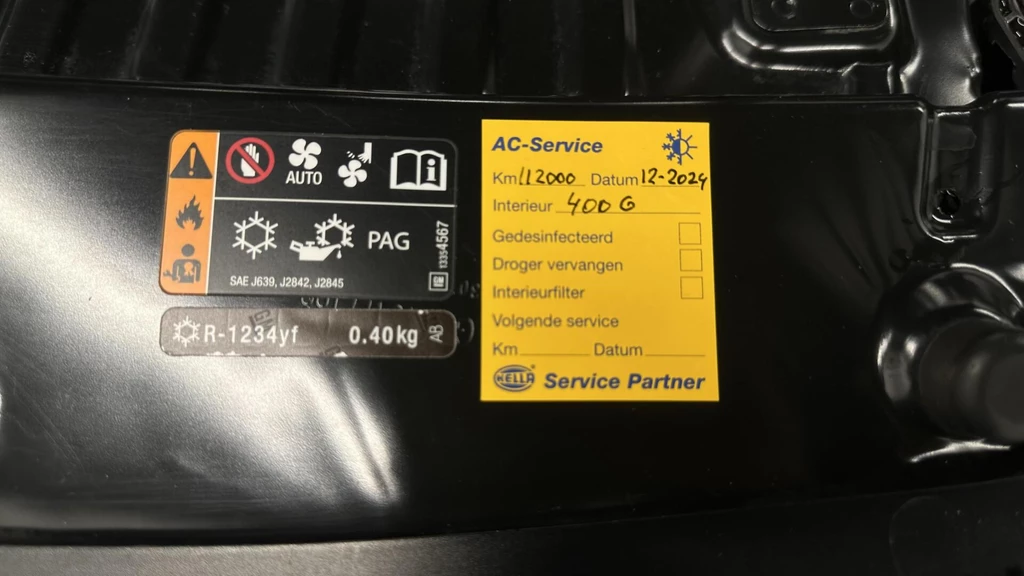 AUTO
PAG
SAE J639, J2842, J2845
13354567
GM
R-1234yf 0.40kg AB
AC-Service
Km 112000 Datum 12-2024
Interieur 400 G
Gedesinfecteerd
Droger vervangen
Interieurfilter
Volgende service
Km Datum
HELLA Service Partner